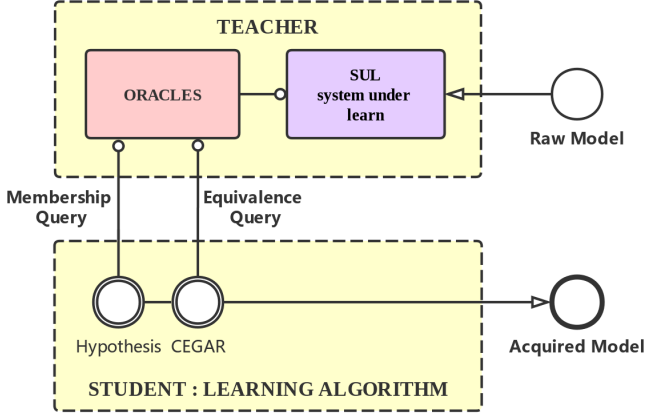 TEACHER
ORACLES
SUL
system under
learn
Raw Model
Membership
Query
Equivalence
Query
Hypothesis
CEGAR
Acquired Model
STUDENT : LEARNING ALGORITHM